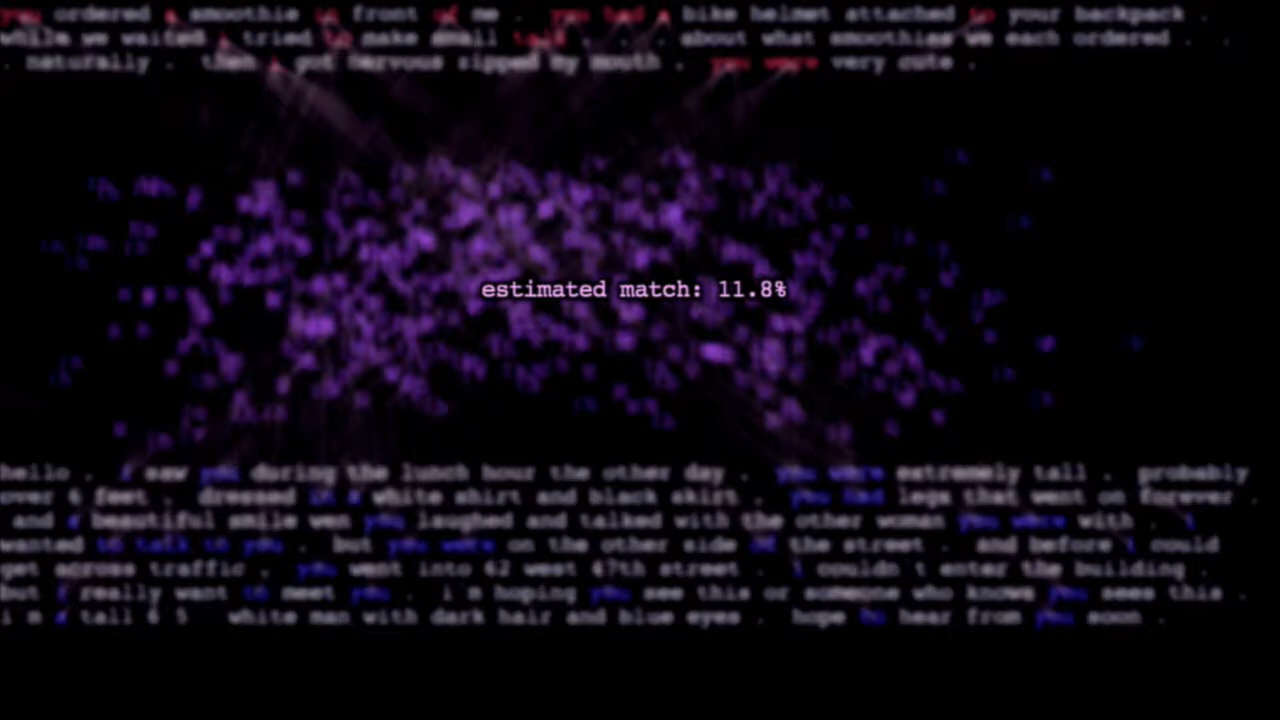 you ordered a smoothie in front of me . you had a bike helmet attached to your backpack .
while we waited i tried to make small talk . . . about what smoothies we each ordered . .
. naturally . then i got nervous zipped my mouth . you were very cute .
estimated match: 11.8%
hello . i saw you during the lunch hour the other day . you were extremely tall . probably
over 6 feet . dressed in a white shirt and black skirt . you had legs that went on forever .
and a beautiful smile wen you laughed and talked with the other woman you were with . i
wanted to talk to you . but you were on the other side of the street . and before i could
get across traffic . you went into 62 west 47th street . i couldn t enter the building .
but i really want to meet you . i m hoping you see this or someone who knows you sees this .
i m a tall 6 5 white man with dark hair and blue eyes . hope to hear from you soon .